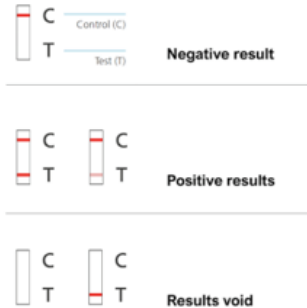 C
Control (C)
T
Test (T)
Negative result
C C
T T
Positive results
C C
T T
Results void